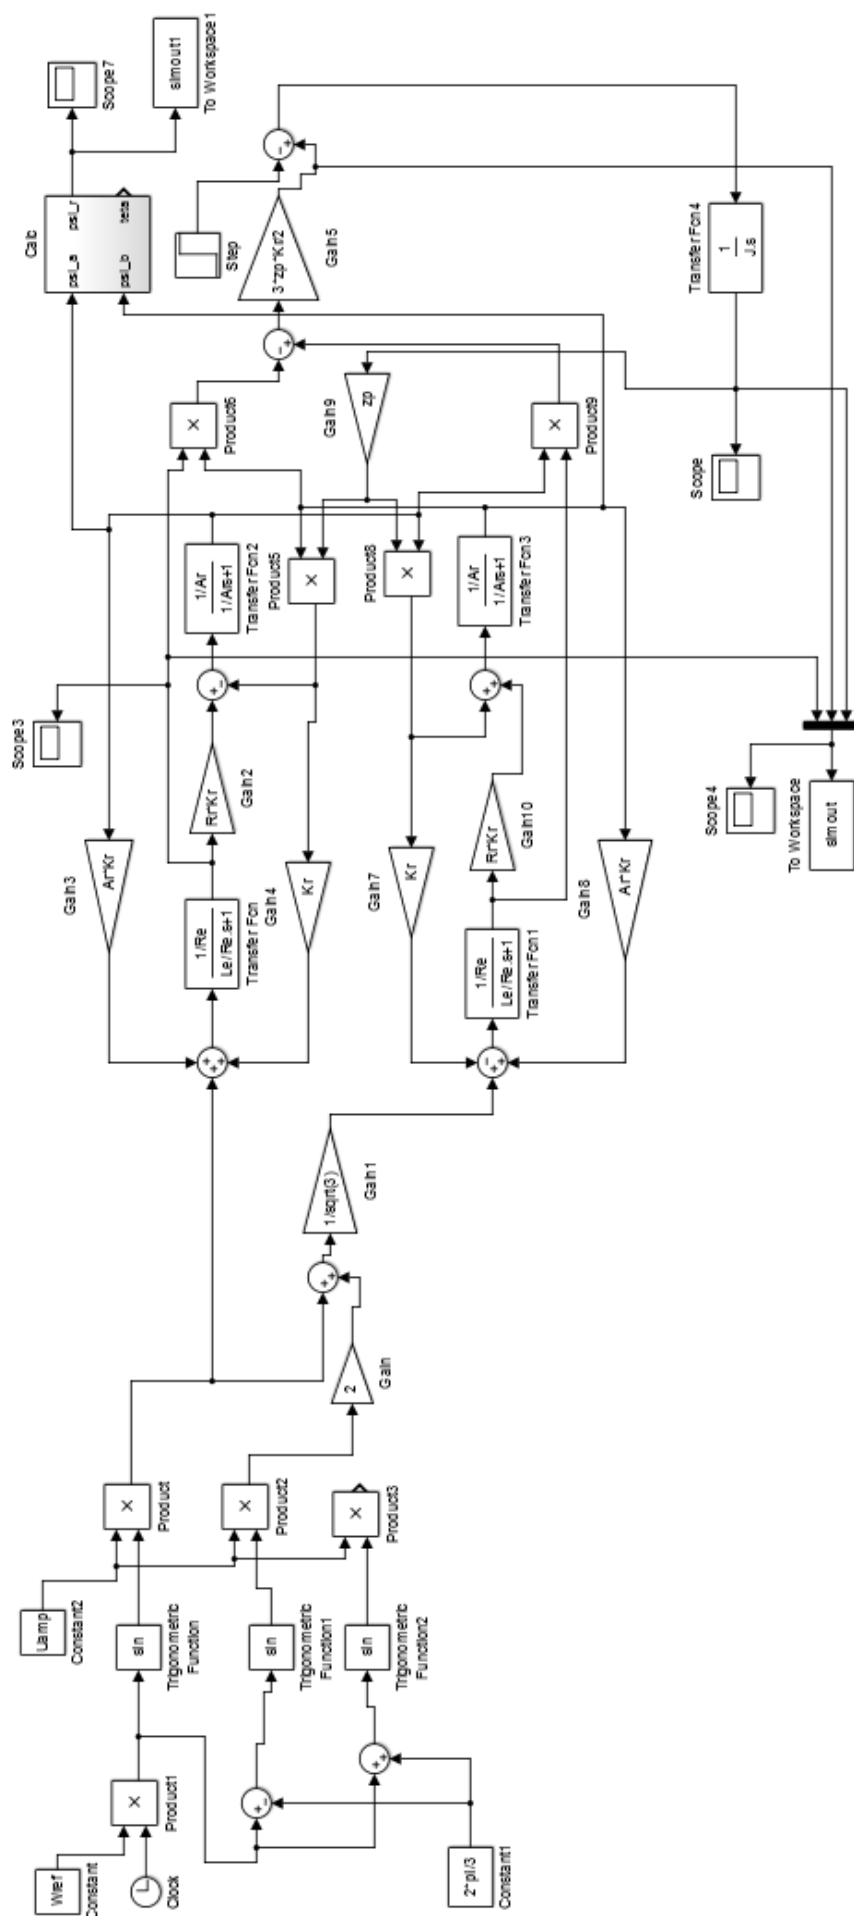 Wref
Constant
Clock
×
Product1
2*pi/3
Constant1
+
-
+
+
sin
Trigonometric
Function
sin
Trigonometric
Function1
sin
Trigonometric
Function2
Uamp
Constant2
×
Product
×
Product2
×
Product3
2
Gain
+
+
1/sqrt(3)
Gain1
+
+
+
-
+
+
Ar*Kr
Gain3
1/Re
Le/Re.s+1
Transfer Fcn
Kr
Gain4
Kr
Gain7
1/Re
Le/Re.s+1
Transfer Fcn1
Ar*Kr
Gain8
Scope3
Rr*Kr
Gain2
Rr*Kr
Gain10
+
-
+
+
1/Ar
1/Ars+1
Transfer Fcn2
×
Product5
×
Product8
1/Ar
1/Ars+1
Transfer Fcn3
×
Product6
zp
Gain9
×
Product9
-
+
3*zp*Kr/2
Gain5
Step
-
+
Calc
psi_a
psi_b
psi_r
teta
Scope7
simout1
To Workspace1
1
J.s
Transfer Fcn4
Scope
Scope4
simout
To Workspace